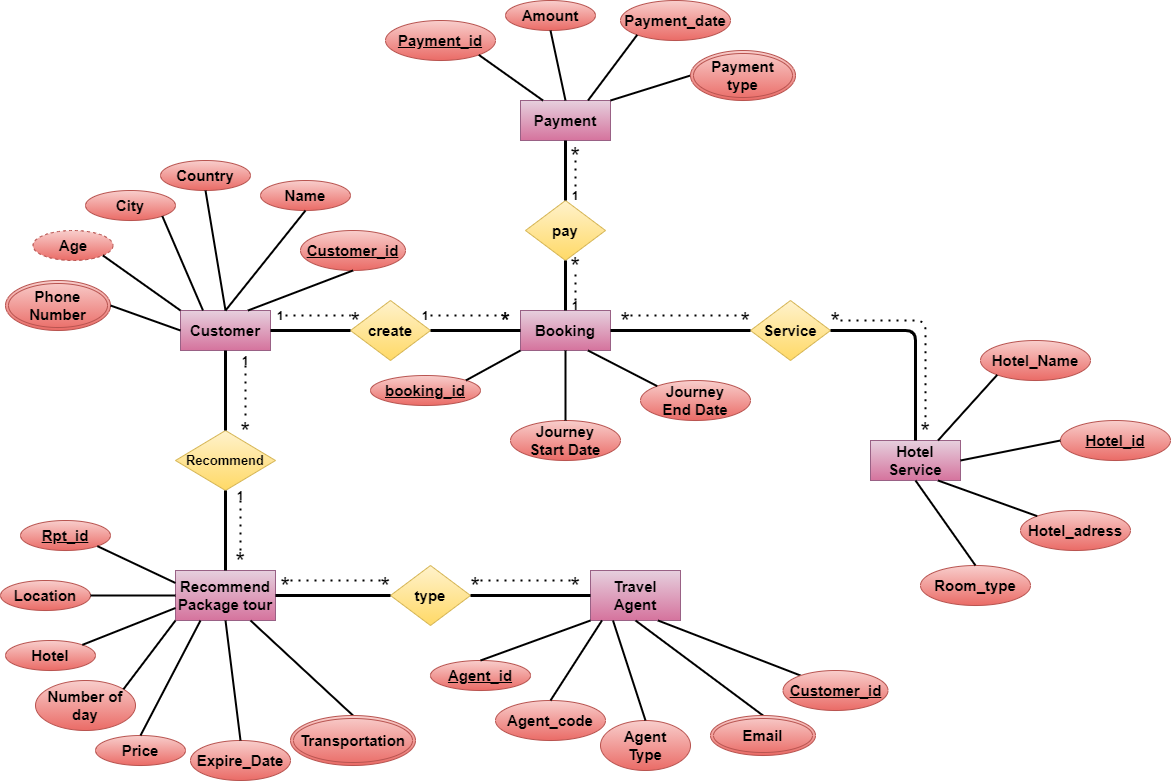 Amount
Payment_date
Payment_id
Payment
type
Payment
*
1
Country
Name
City
pay
Age
Customer_id
*
1
Phone
Number
Customer
1
*
create
1
*
Booking
*
*
Service
*
Hotel_Name
1
booking_id
Journey
End Date
Journey
Start Date
*
*
Hotel_id
Hotel
Service
Recommend
1
Hotel_adress
Rpt_id
*
Room_type
Recommend
Package tour
*
*
type
*
*
Travel
Agent
Location
Hotel
Agent_id
Customer_id
Number of
day
Agent_code
Email
Price
Expire_Date
Transportation
Agent
Type